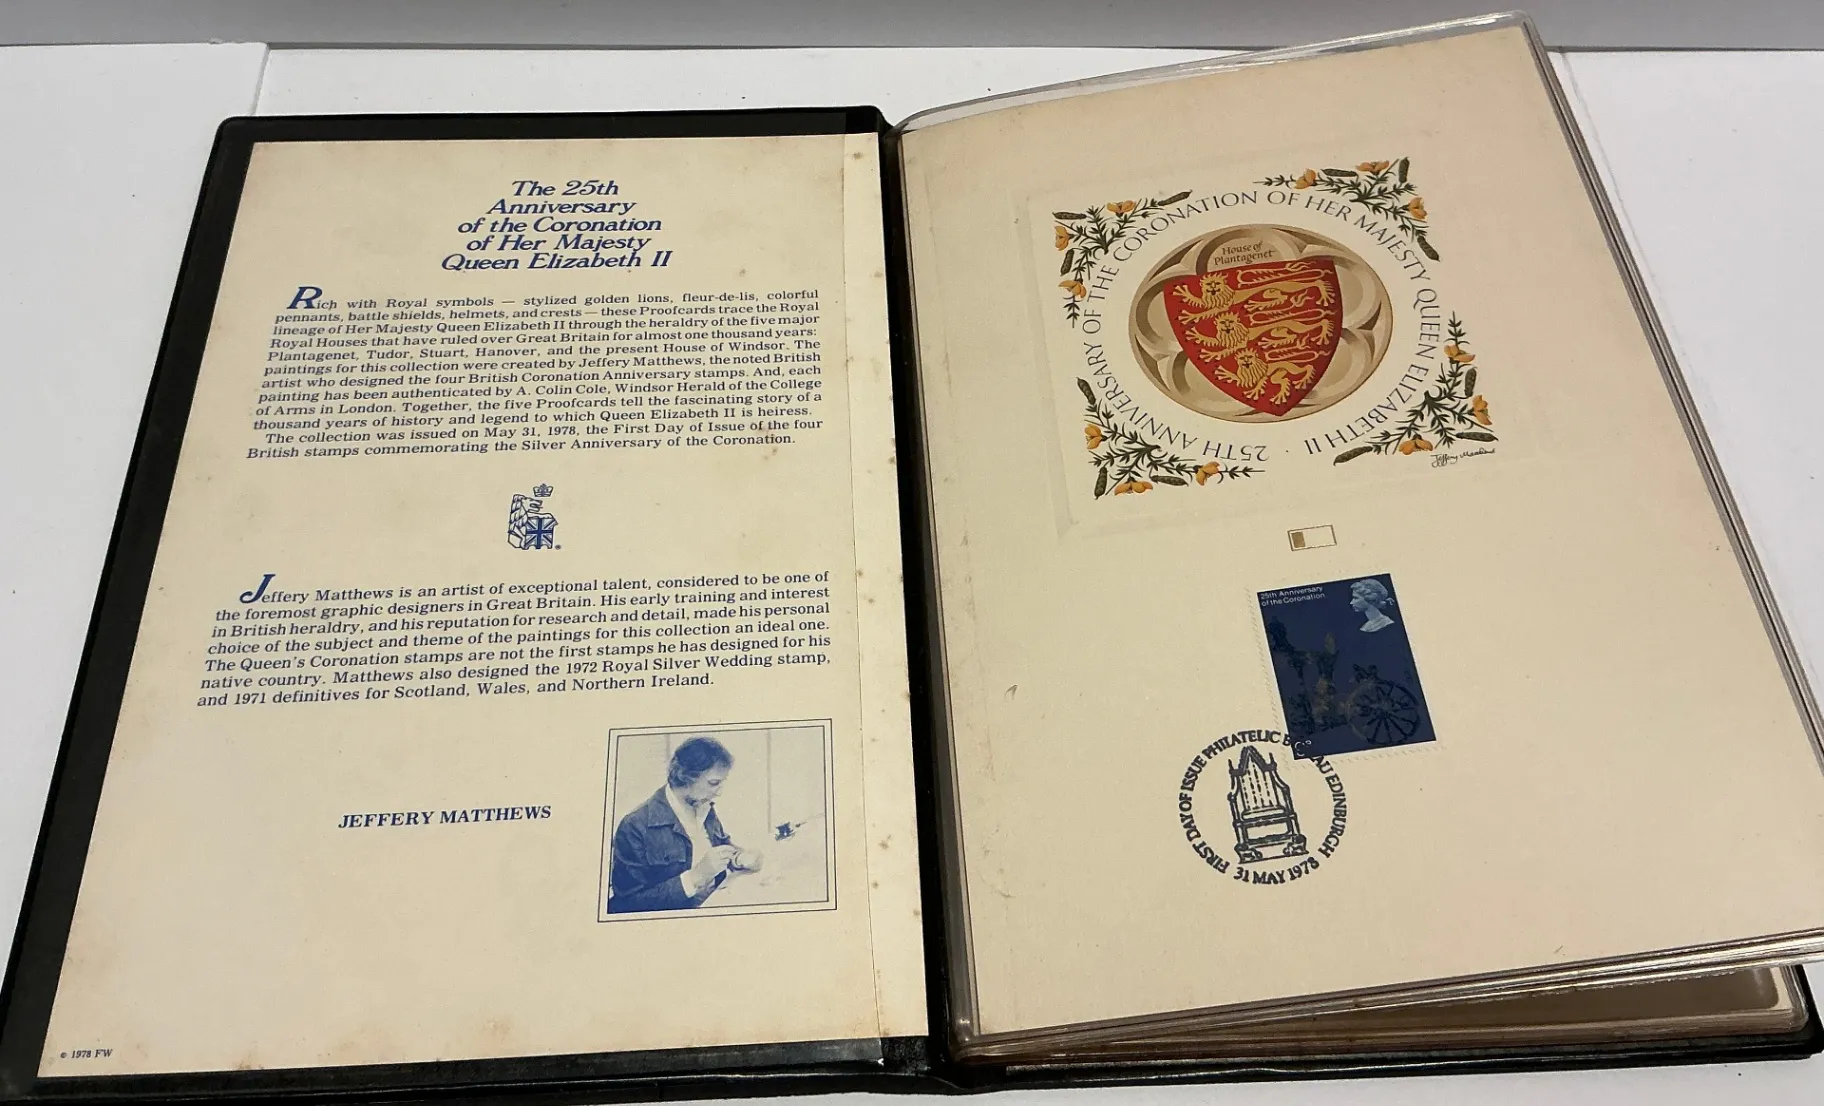 The 25th
Anniversary
of the Coronation
of Her Majesty
Queen Elizabeth II
Rich with Royal symbols — stylized golden lions, fleur-de-lis, colorful
pennants, battle shields, helmets, and crests — these Proofcards trace the Royal
lineage of Her Majesty Queen Elizabeth II through the heraldry of the five major
Royal Houses that have ruled over Great Britain for almost one thousand years:
Plantagenet, Tudor, Stuart, Hanover, and the present House of Windsor. The
paintings for this collection were created by Jeffery Matthews, the noted British
artist who designed the four British Coronation Anniversary stamps. And, each
painting has been authenticated by A. Colin Cole, Windsor Herald of the College
of Arms in London. Together, the five Proofcards tell the fascinating story of a
thousand years of history and legend to which Queen Elizabeth II is heiress.
The collection was issued on May 31, 1978, the First Day of Issue of the four
British stamps commemorating the Silver Anniversary of the Coronation.
®
Jeffery Matthews is an artist of exceptional talent, considered to be one of
the foremost graphic designers in Great Britain. His early training and interest
in British heraldry, and his reputation for research and detail, made his personal
choice of the subject and theme of the paintings for this collection an ideal one.
The Queen's Coronation stamps are not the first stamps he has designed for his
native country. Matthews also designed the 1972 Royal Silver Wedding stamp,
and 1971 definitives for Scotland, Wales, and Northern Ireland.
JEFFERY MATTHEWS
© 1978 FW
25TH ANNIVERSARY OF THE CORONATION OF HER MAJESTY QUEEN ELIZABETH II ·
House of
Plantagenet
Jeffery Matthews
25th Anniversary
of the Coronation
9P
FIRST DAY OF ISSUE PHILATELIC B AU EDINBURGH
31 MAY 1978